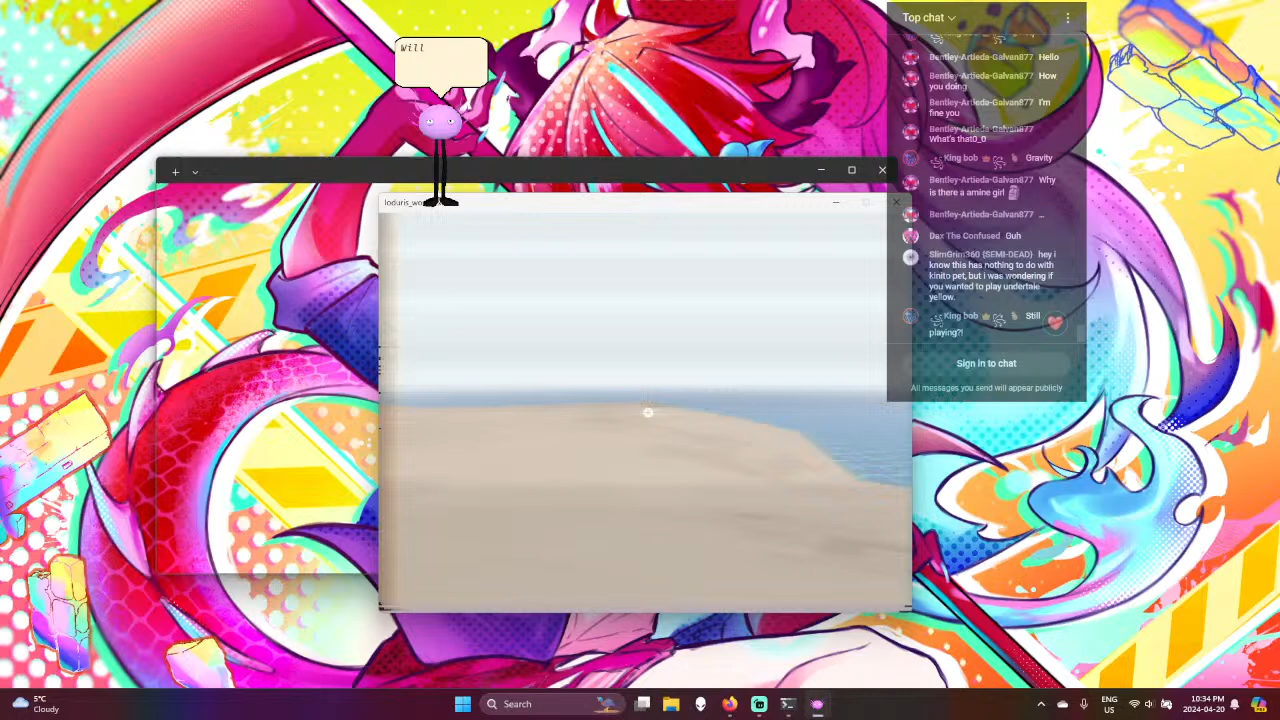 Top chat
Will
Bentley-Artieda-Galvan877 Hello
Bentley-Artieda-Galvan877 How
you doing
Bentley-Artieda-Galvan877 I'm
fine you
Bentley-Artieda-Galvan877
What's that0_0
King bob Gravity
Bentley-Artieda-Galvan877 Why
is there a amine girl
Bentley-Artieda-Galvan877 ...
Dax The Confused Guh
SlimGrim360 {SEMI-DEAD} hey i
know this has nothing to do with
kinito pet, but i was wondering if
you wanted to play undertale
yellow.
King bob Still
playing?!
Sign in to chat
All messages you send will appear publicly
5°C
Cloudy
Search
ENG
US
10:34 PM
2024-04-20